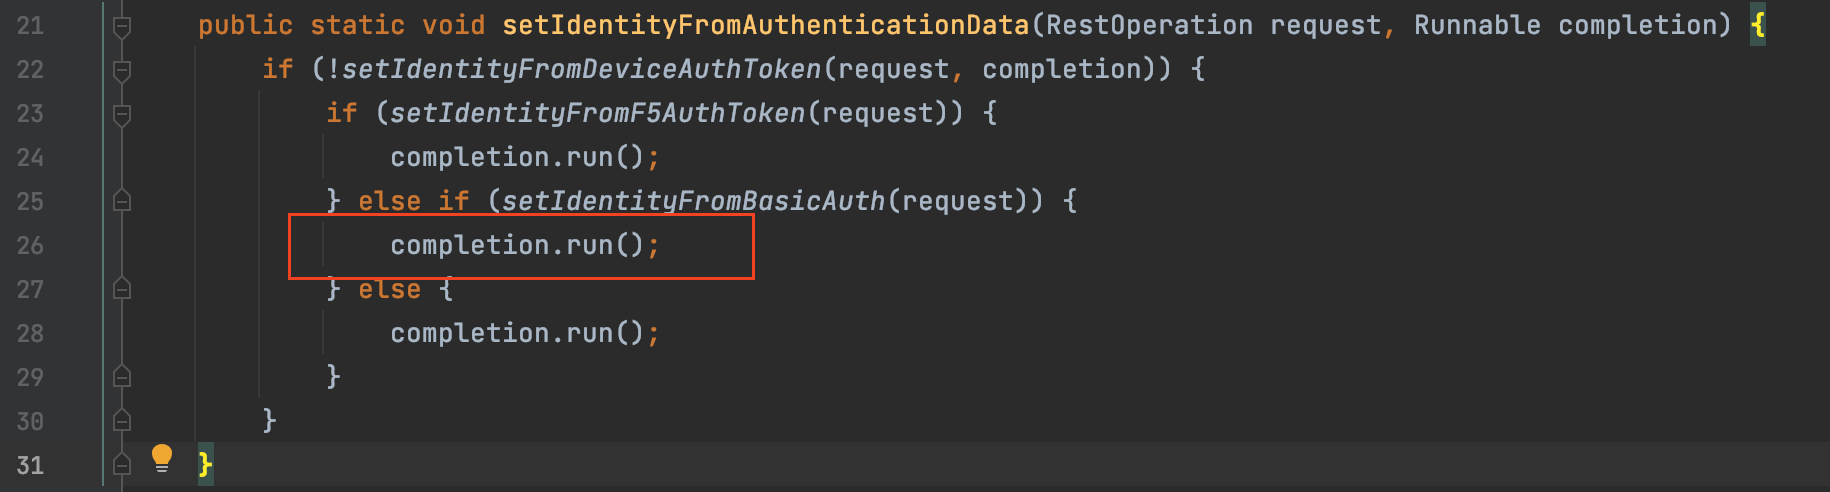 21 public static void setIdentityFromAuthenticationData(RestOperation request, Runnable completion) {
22 if (!setIdentityFromDeviceAuthToken(request, completion)) {
23 if (setIdentityFromF5AuthToken(request)) {
24 completion.run();
25 } else if (setIdentityFromBasicAuth(request)) {
26 completion.run();
27 } else {
28 completion.run();
29 }
30 }
31 }